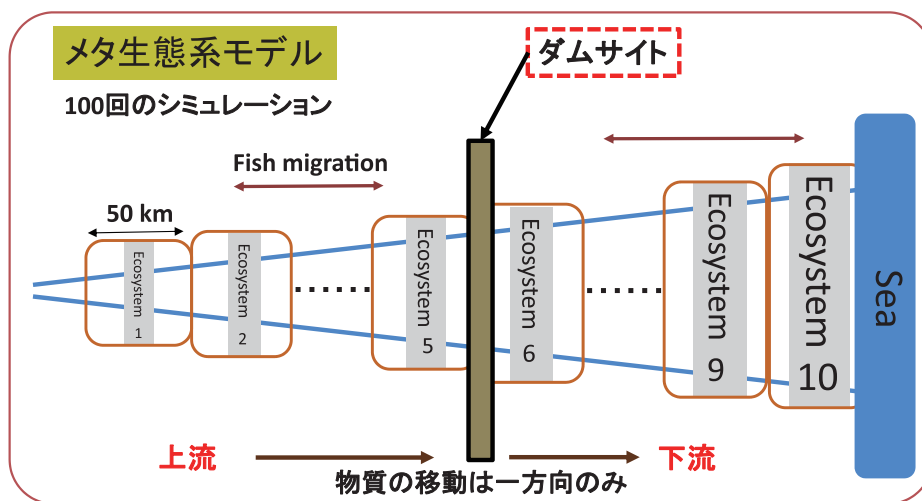 メタ生態系モデル
ダムサイト
100回のシミュレーション
Fish migration
50 km
Ecosystem 1
Ecosystem 2
Ecosystem 5
Ecosystem 6
Ecosystem 9
Ecosystem 10
Sea
上流
下流
物質の移動は一方向のみ